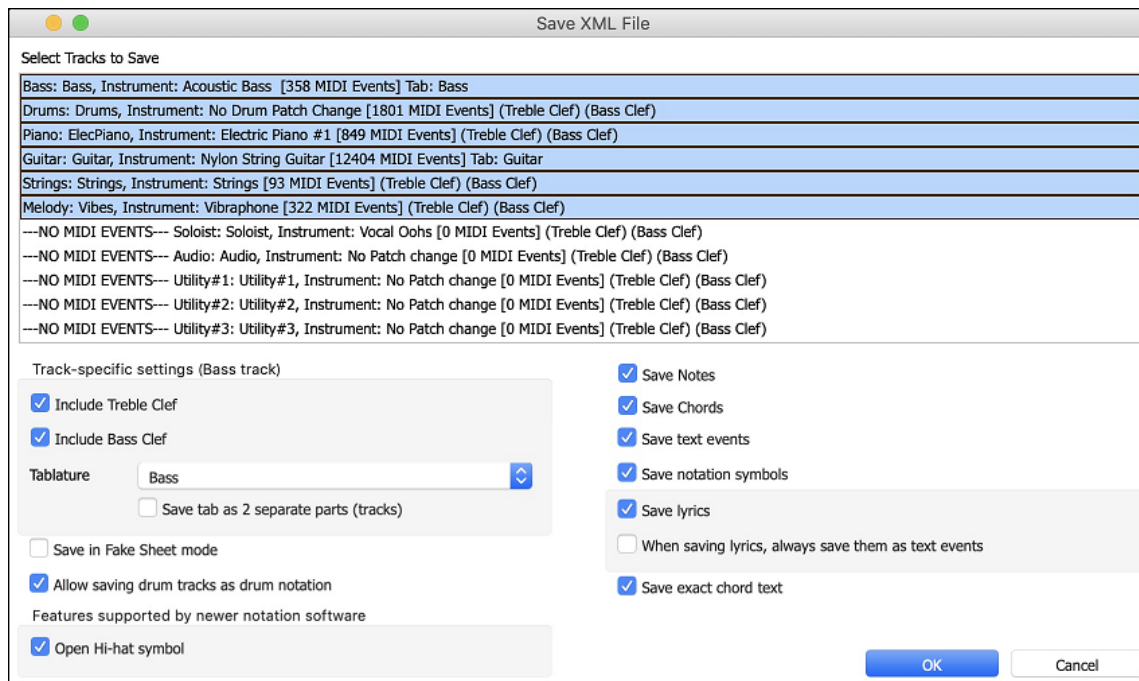 Save XML File
Select Tracks to Save
Bass: Bass, Instrument: Acoustic Bass [358 MIDI Events] Tab: Bass
Drums: Drums, Instrument: No Drum Patch Change [1801 MIDI Events] (Treble Clef) (Bass Clef)
Piano: ElecPiano, Instrument: Electric Piano #1 [849 MIDI Events] (Treble Clef) (Bass Clef)
Guitar: Guitar, Instrument: Nylon String Guitar [12404 MIDI Events] Tab: Guitar
Strings: Strings, Instrument: Strings [93 MIDI Events] (Treble Clef) (Bass Clef)
Melody: Vibes, Instrument: Vibraphone [322 MIDI Events] (Treble Clef) (Bass Clef)
---NO MIDI EVENTS--- Soloist: Soloist, Instrument: Vocal Oohs [0 MIDI Events] (Treble Clef) (Bass Clef)
---NO MIDI EVENTS--- Audio: Audio, Instrument: No Patch change [0 MIDI Events] (Treble Clef) (Bass Clef)
---NO MIDI EVENTS--- Utility#1: Utility#1, Instrument: No Patch change [0 MIDI Events] (Treble Clef) (Bass Clef)
---NO MIDI EVENTS--- Utility#2: Utility#2, Instrument: No Patch change [0 MIDI Events] (Treble Clef) (Bass Clef)
---NO MIDI EVENTS--- Utility#3: Utility#3, Instrument: No Patch change [0 MIDI Events] (Treble Clef) (Bass Clef)
Track-specific settings (Bass track)
Include Treble Clef
Include Bass Clef
Tablature Bass
Save tab as 2 separate parts (tracks)
Save in Fake Sheet mode
Allow saving drum tracks as drum notation
Features supported by newer notation software
Open Hi-hat symbol
Save Notes
Save Chords
Save text events
Save notation symbols
Save lyrics
When saving lyrics, always save them as text events
Save exact chord text
OK Cancel